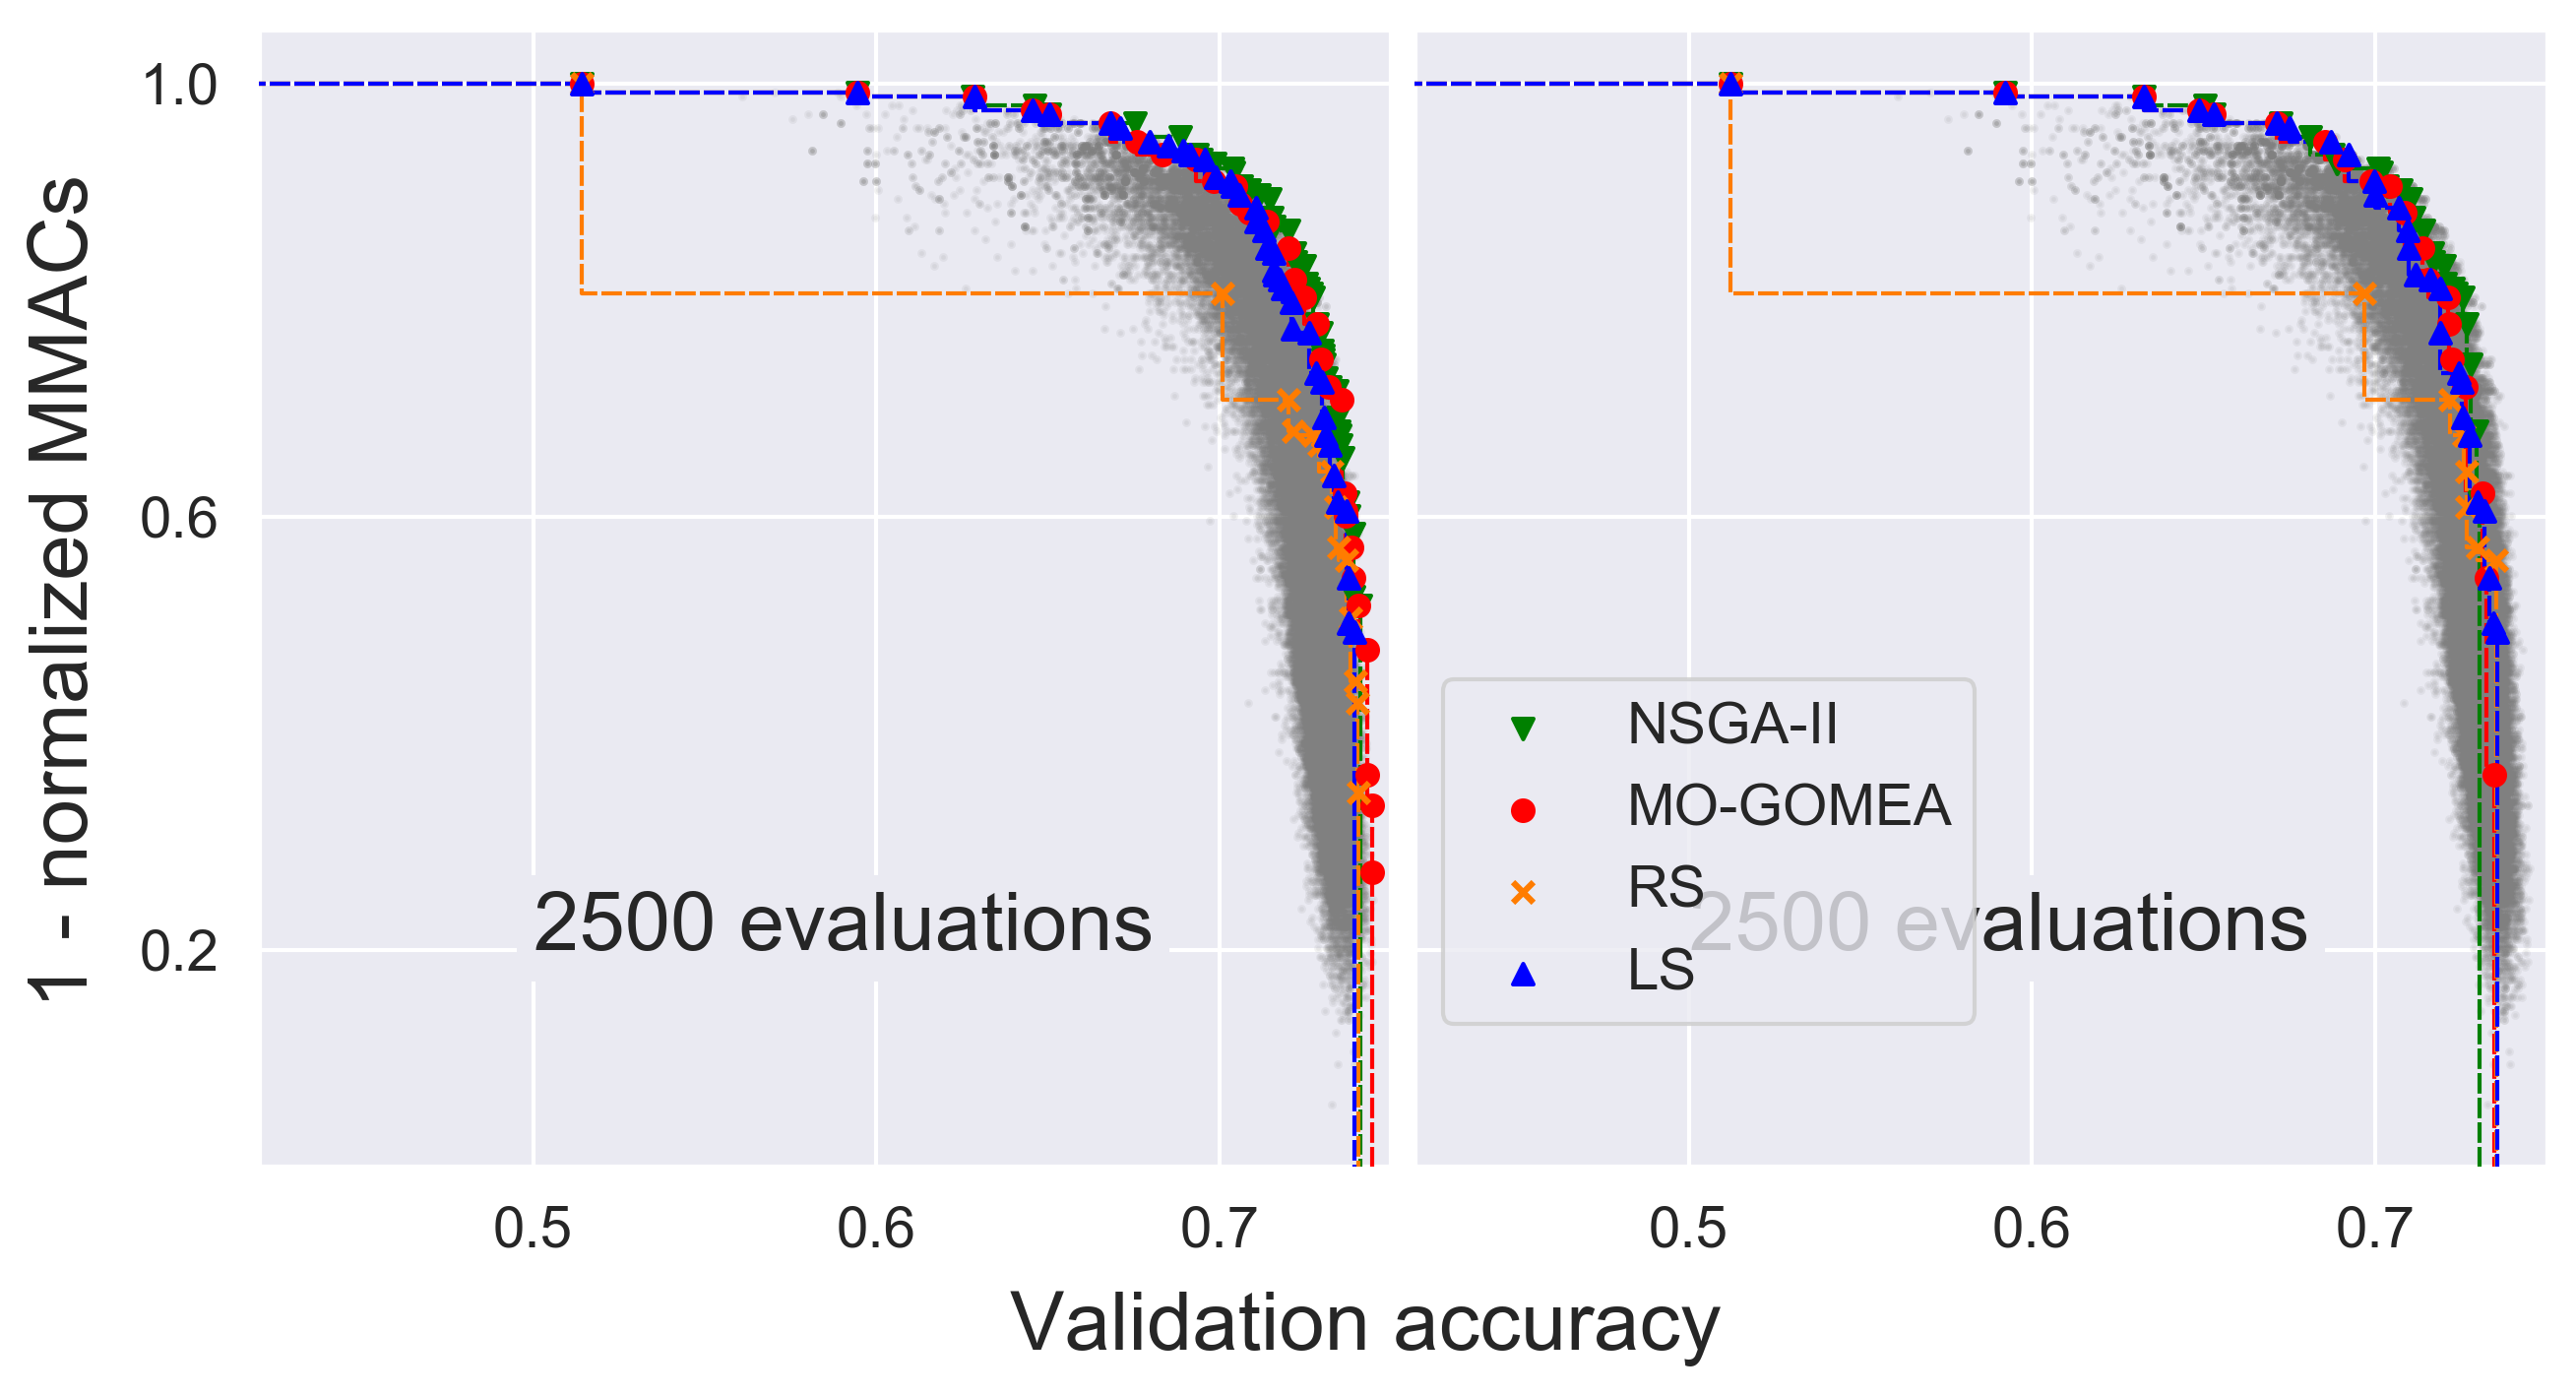 1 - normalized MMACs
1.0
0.6
0.2
2500 evaluations
2500 evaluations
NSGA-II
MO-GOMEA
RS
LS
0.5 0.6 0.7 0.5 0.6 0.7
Validation accuracy